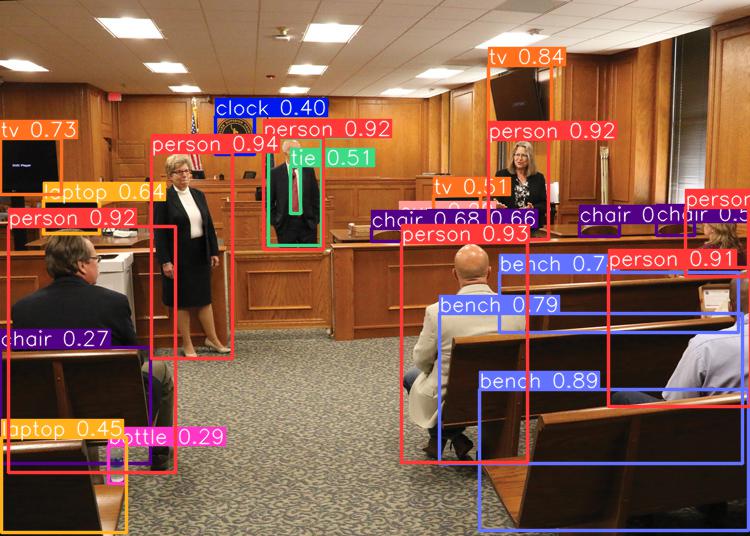 tv 0.84
clock 0.40
tv 0.73
person 0.92
person 0.92
person 0.94
tie 0.51
laptop 0.64
tv 0.51
person
person 0.92
chair 0.68
0.66
chair 0
chair 0.5
person 0.93
bench 0.7
person 0.91
bench 0.79
chair 0.27
bench 0.89
laptop 0.45
bottle 0.29